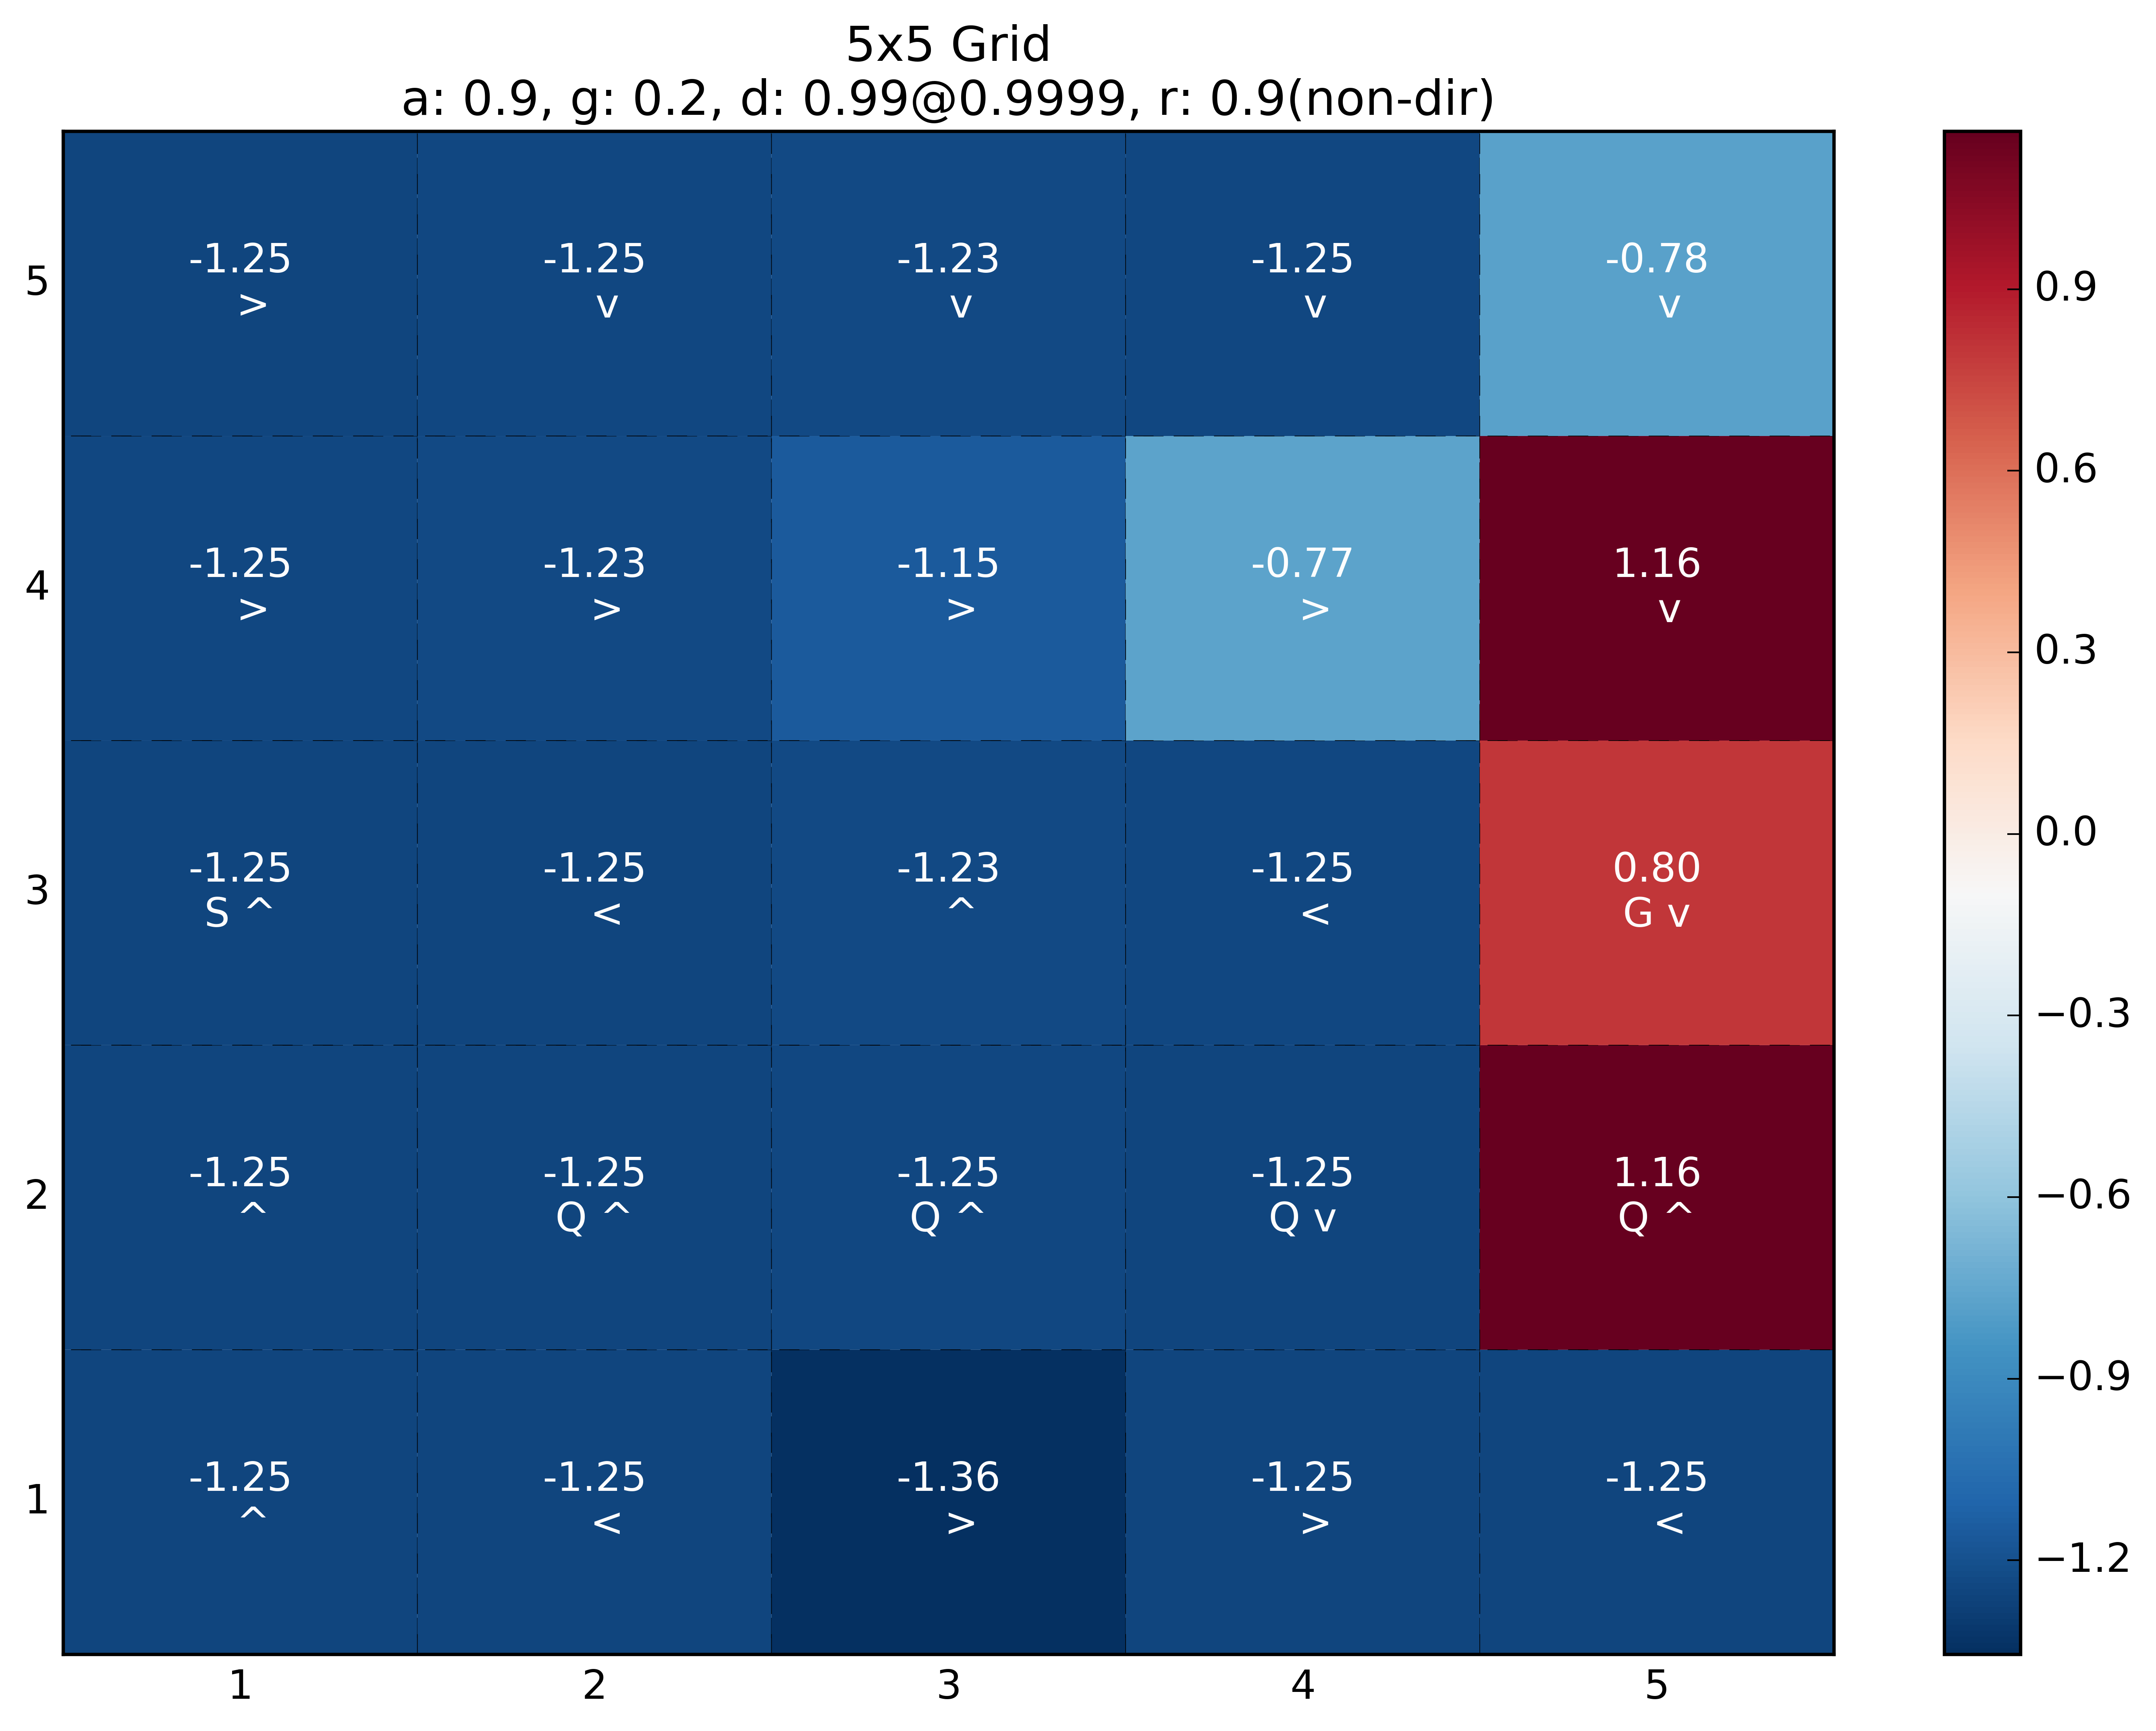 5x5 Grid
a: 0.9, g: 0.2, d: 0.99@0.9999, r: 0.9(non-dir)
5 -1.25 -1.25 -1.23 -1.25 -0.78
> v v v v
4 -1.25 -1.23 -1.15 -0.77 1.16
> > > > v
3 -1.25 -1.25 -1.23 -1.25 0.80
S ^ < ^ < G v
2 -1.25 -1.25 -1.25 -1.25 1.16
^ Q ^ Q ^ Q v Q ^
1 -1.25 -1.25 -1.36 -1.25 -1.25
^ < > > <
1 2 3 4 5
0.9
0.6
0.3
0.0
−0.3
−0.6
−0.9
−1.2